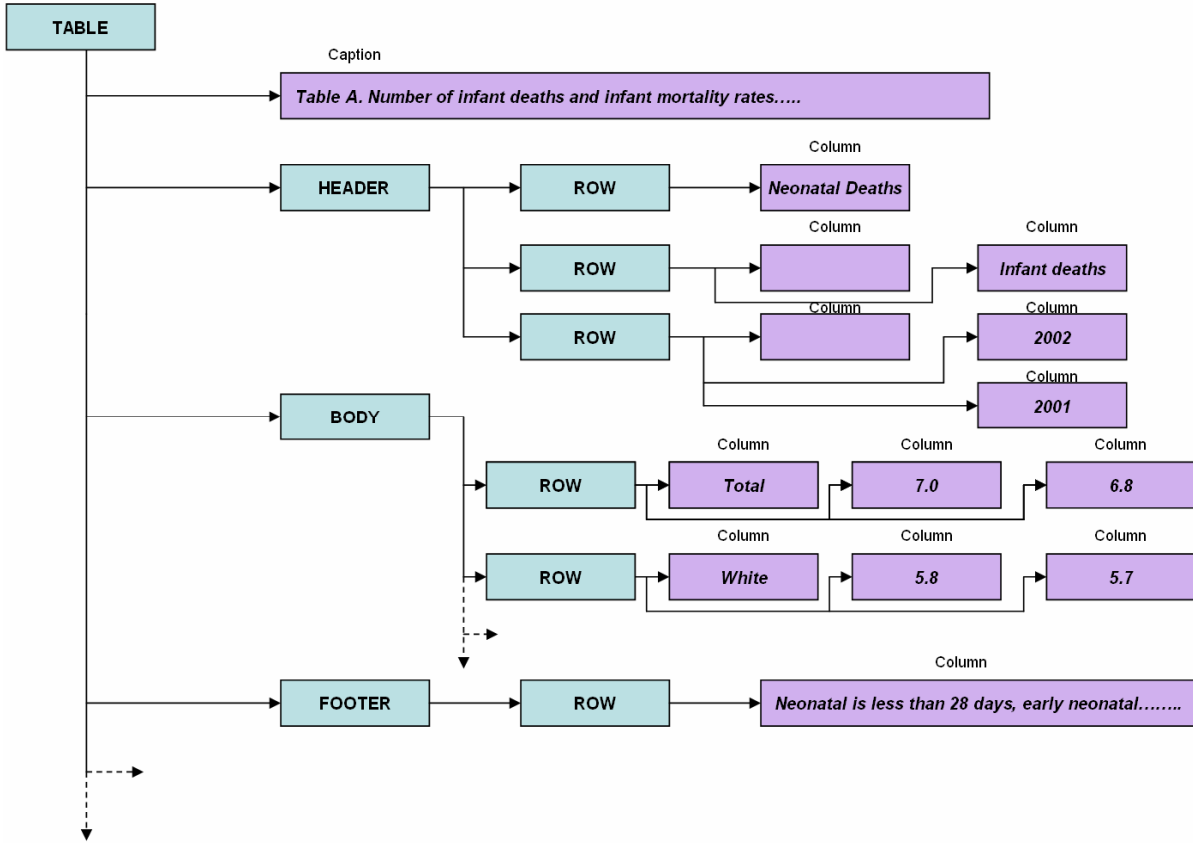 TABLE
Caption
Table A. Number of infant deaths and infant mortality rates.....
Column
HEADER ROW Neonatal Deaths
Column Column
ROW Infant deaths
Column Column
ROW 2002
Column
2001
BODY
Column Column Column
ROW Total 7.0 6.8
Column Column Column
ROW White 5.8 5.7
Column
FOOTER ROW Neonatal is less than 28 days, early neonatal........